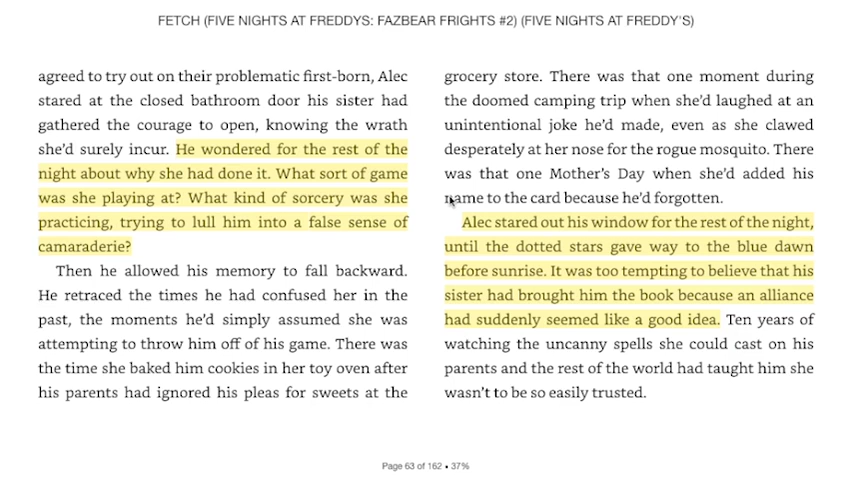 FETCH (FIVE NIGHTS AT FREDDYS: FAZBEAR FRIGHTS #2) (FIVE NIGHTS AT FREDDY'S)
agreed to try out on their problematic first-born, Alec
stared at the closed bathroom door his sister had
gathered the courage to open, knowing the wrath
she'd surely incur. He wondered for the rest of the
night about why she had done it. What sort of game
was she playing at? What kind of sorcery was she
practicing, trying to lull him into a false sense of
camaraderie?
Then he allowed his memory to fall backward.
He retraced the times he had confused her in the
past, the moments he'd simply assumed she was
attempting to throw him off of his game. There was
the time she baked him cookies in her toy oven after
his parents had ignored his pleas for sweets at the
grocery store. There was that one moment during
the doomed camping trip when she'd laughed at an
unintentional joke he'd made, even as she clawed
desperately at her nose for the rogue mosquito. There
was that one Mother's Day when she'd added his
name to the card because he'd forgotten.
Alec stared out his window for the rest of the night,
until the dotted stars gave way to the blue dawn
before sunrise. It was too tempting to believe that his
sister had brought him the book because an alliance
had suddenly seemed like a good idea. Ten years of
watching the uncanny spells she could cast on his
parents and the rest of the world had taught him she
wasn't to be so easily trusted.
Page 63 of 162 • 37%